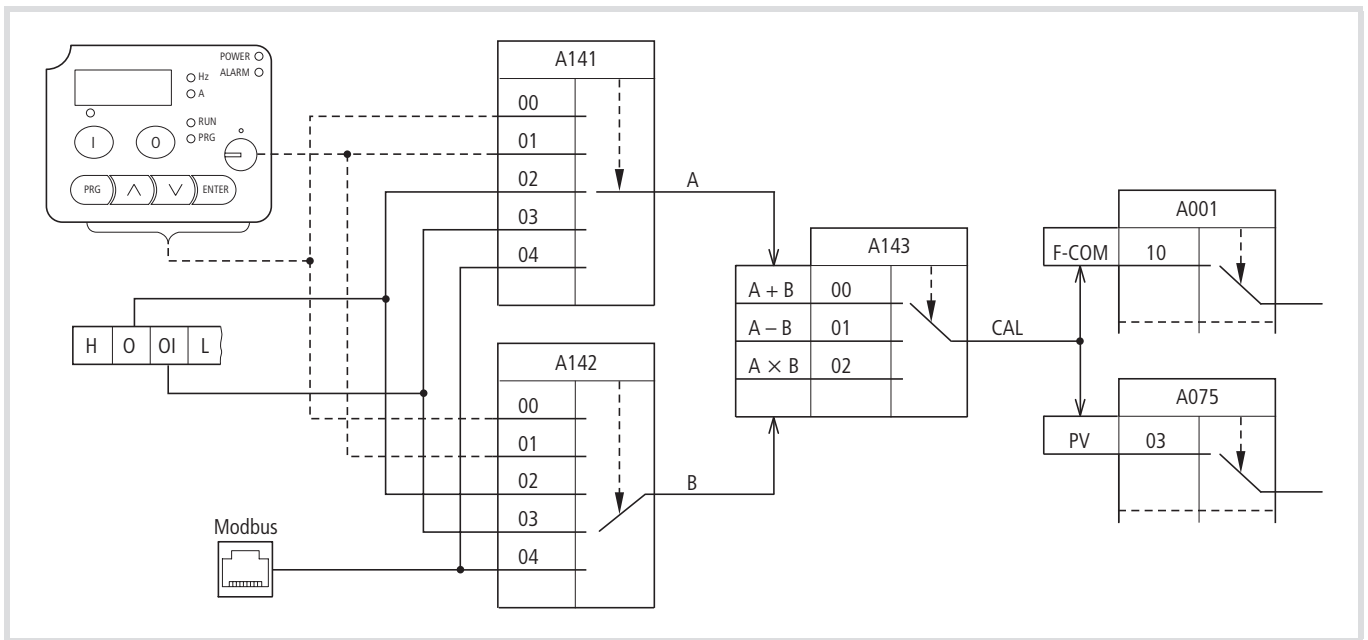 POWER
ALARM
Hz
A
RUN
PRG
I
O
PRG
ENTER
H O OI L
Modbus
A141
00
01
02
03
04
A
A142
00
01
02
03
04
B
A143
A + B 00
A – B 01
A × B 02
CAL
A001
F-COM 10
A075
PV 03